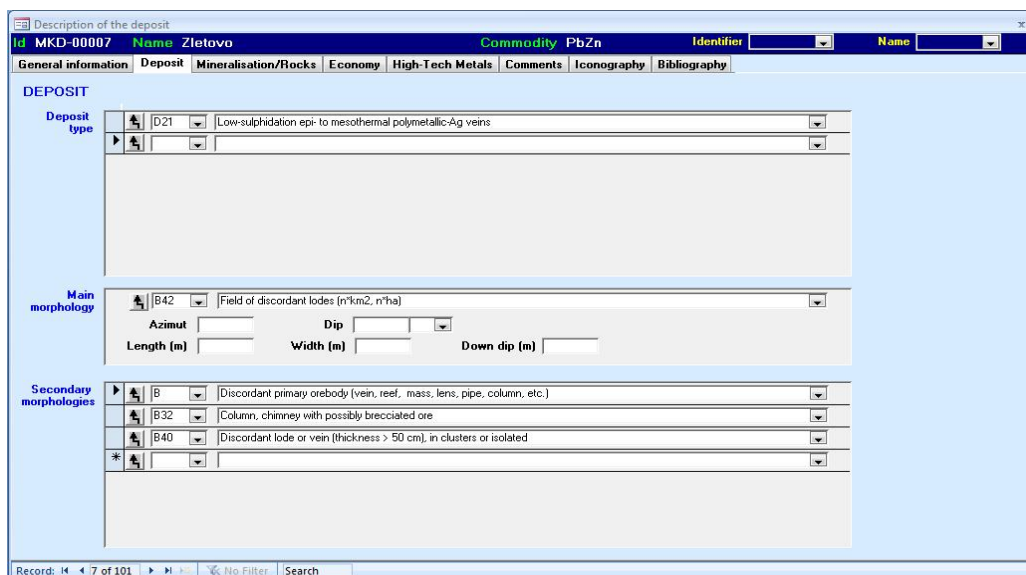 Description of the deposit x
Id MKD-00007 Name Zletovo Commodity PbZn Identifier Name
General information Deposit Mineralisation/Rocks Economy High-Tech Metals Comments Iconography Bibliography
DEPOSIT
Deposit type
D21 Low-sulphidation epi- to mesothermal polymetallic-Ag veins
Main morphology
B42 Field of discordant lodes (n*km2, n*ha)
Azimut Dip
Length (m) Width (m) Down dip (m)
Secondary morphologies
B Discordant primary orebody (vein, reef, mass, lens, pipe, column, etc.)
B32 Column, chimney with possibly brecciated ore
B40 Discordant lode or vein (thickness > 50 cm), in clusters or isolated
*
Record: 7 of 101 No Filter Search